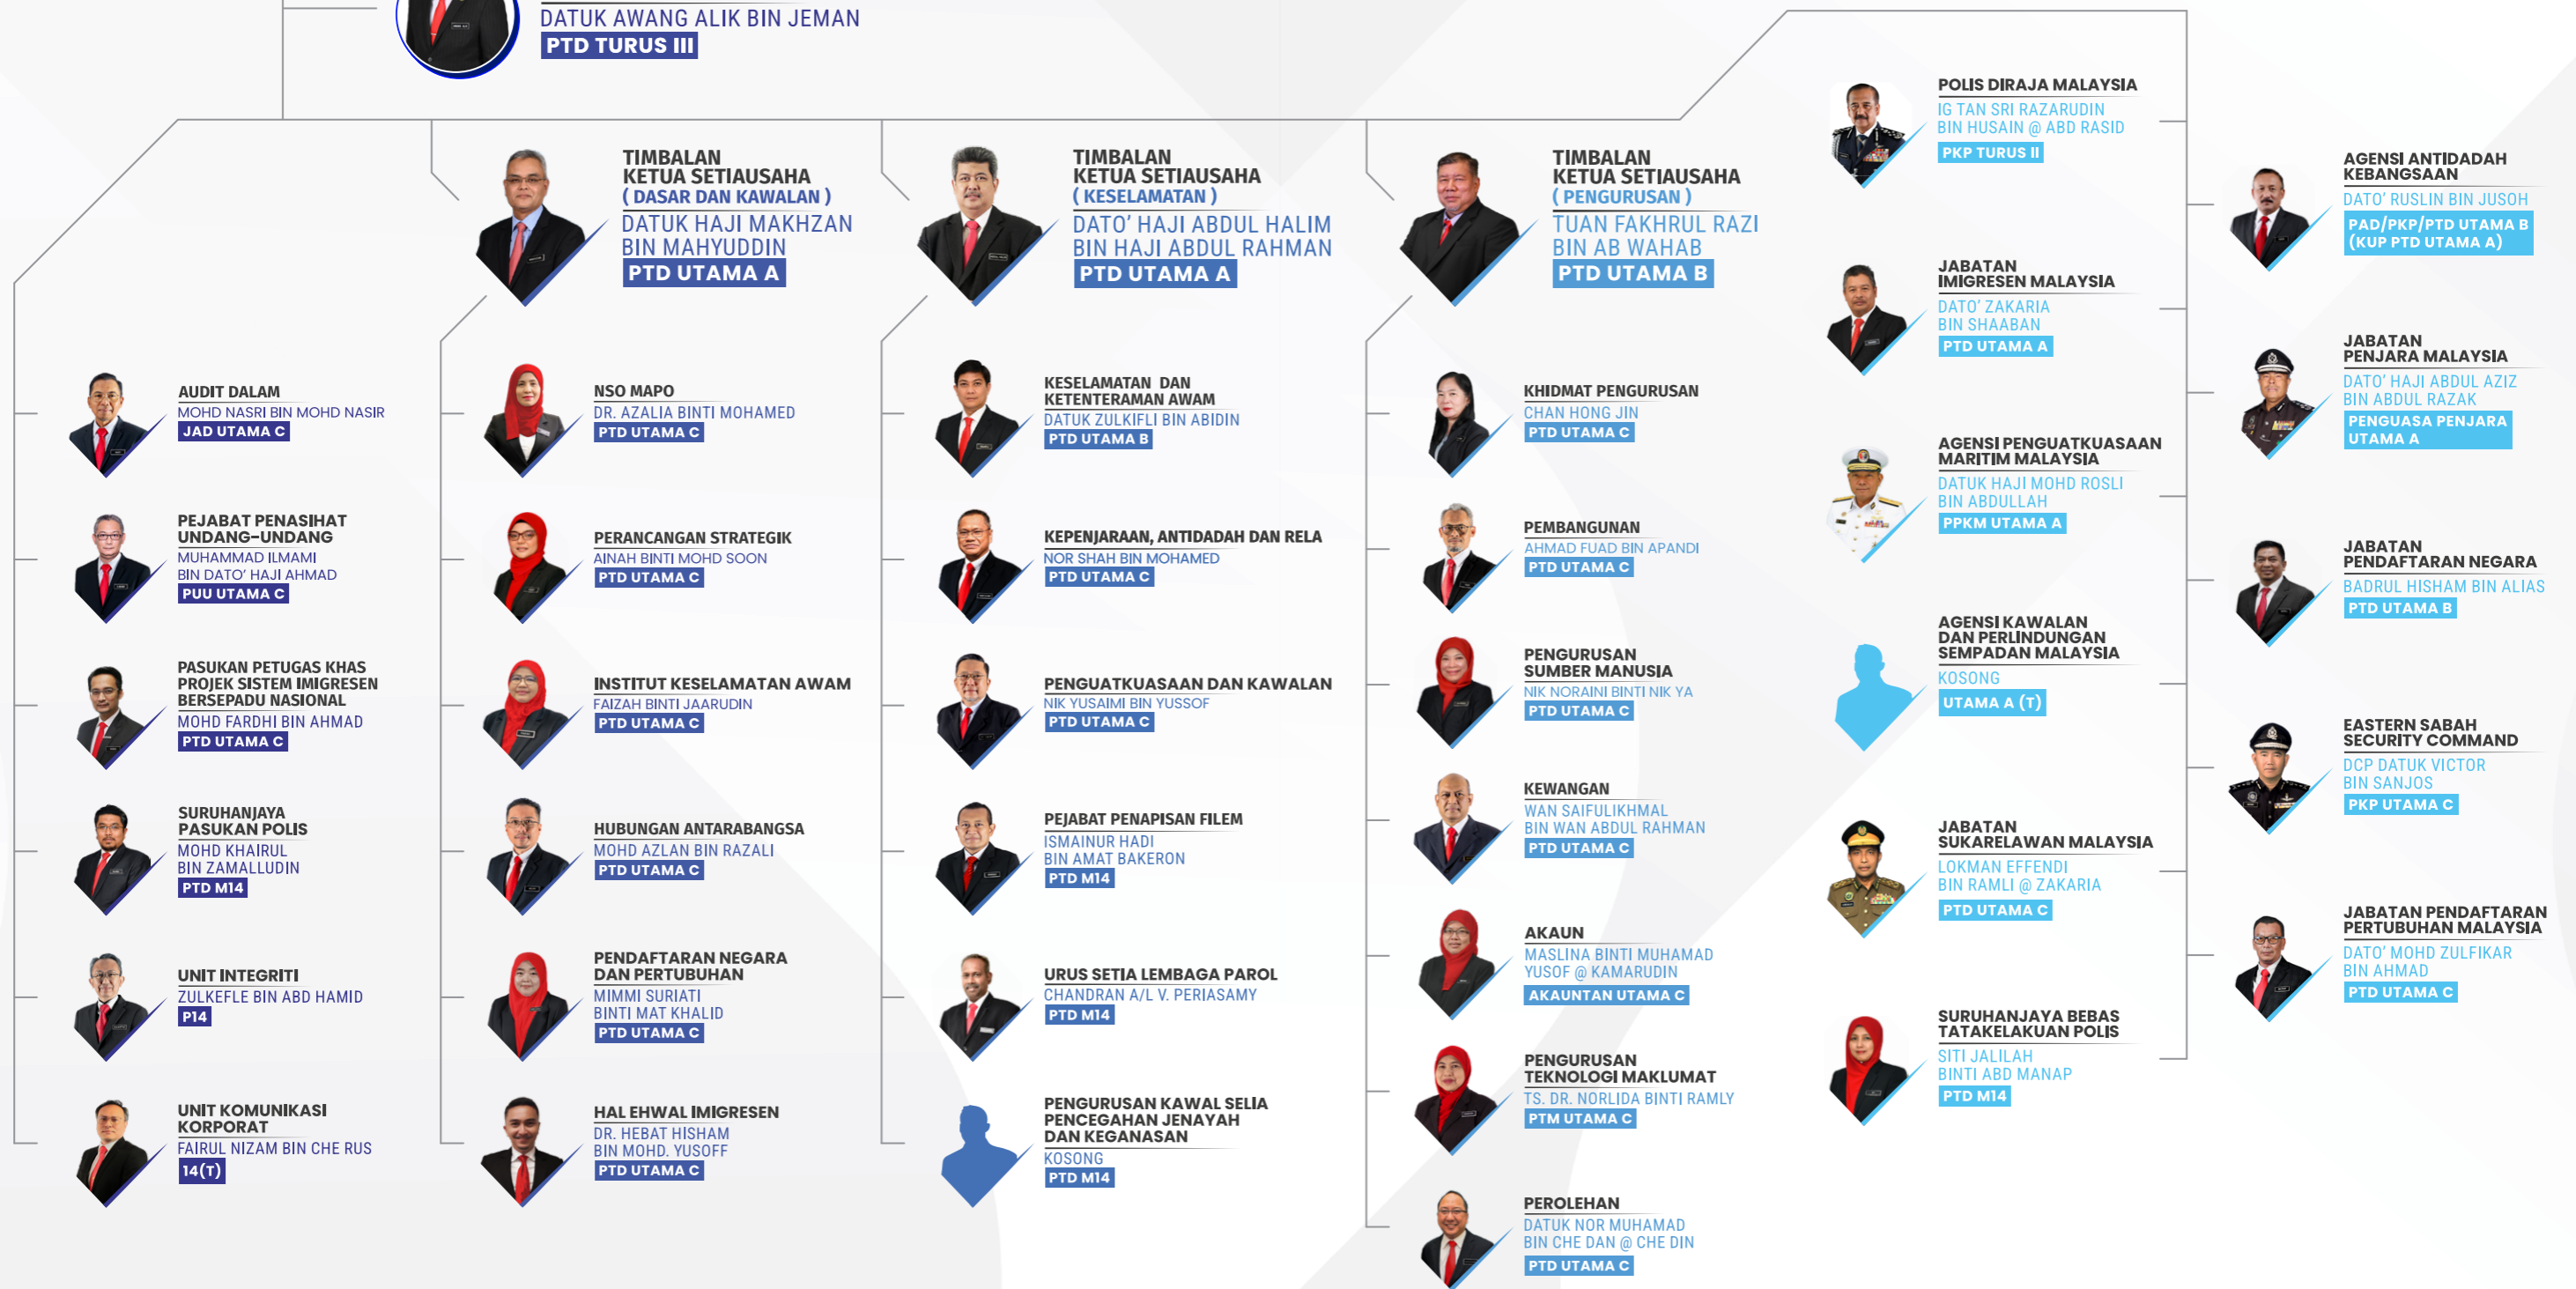 DATUK AWANG ALIK BIN JEMAN
PTD TURUS III
TIMBALAN
KETUA SETIAUSAHA
( DASAR DAN KAWALAN )
DATUK HAJI MAKHZAN
BIN MAHYUDDIN
PTD UTAMA A
TIMBALAN
KETUA SETIAUSAHA
( KESELAMATAN )
DATO' HAJI ABDUL HALIM
BIN HAJI ABDUL RAHMAN
PTD UTAMA A
TIMBALAN
KETUA SETIAUSAHA
( PENGURUSAN )
TUAN FAKHRUL RAZI
BIN AB WAHAB
PTD UTAMA B
AUDIT DALAM
MOHD NASRI BIN MOHD NASIR
JAD UTAMA C
PEJABAT PENASIHAT
UNDANG-UNDANG
MUHAMMAD ILMAMI
BIN DATO' HAJI AHMAD
PUU UTAMA C
PASUKAN PETUGAS KHAS
PROJEK SISTEM IMIGRESEN
BERSEPADU NASIONAL
MOHD FARDHI BIN AHMAD
PTD UTAMA C
SURUHANJAYA
PASUKAN POLIS
MOHD KHAIRUL
BIN ZAMALLUDIN
PTD M14
UNIT INTEGRITI
ZULKEFLE BIN ABD HAMID
P14
UNIT KOMUNIKASI
KORPORAT
FAIRUL NIZAM BIN CHE RUS
14(T)
NSO MAPO
DR. AZALIA BINTI MOHAMED
PTD UTAMA C
PERANCANGAN STRATEGIK
AINAH BINTI MOHD SOON
PTD UTAMA C
INSTITUT KESELAMATAN AWAM
FAIZAH BINTI JAARUDIN
PTD UTAMA C
HUBUNGAN ANTARABANGSA
MOHD AZLAN BIN RAZALI
PTD UTAMA C
PENDAFTARAN NEGARA
DAN PERTUBUHAN
MIMMI SURIATI
BINTI MAT KHALID
PTD UTAMA C
HAL EHWAL IMIGRESEN
DR. HEBAT HISHAM
BIN MOHD. YUSOFF
PTD UTAMA C
KESELAMATAN DAN
KETENTERAMAN AWAM
DATUK ZULKIFLI BIN ABIDIN
PTD UTAMA B
KEPENJARAAN, ANTIDADAH DAN RELA
NOR SHAH BIN MOHAMED
PTD UTAMA C
PENGUATKUASAAN DAN KAWALAN
NIK YUSAIMI BIN YUSSOF
PTD UTAMA C
PEJABAT PENAPISAN FILEM
ISMAINUR HADI
BIN AMAT BAKERON
PTD M14
URUS SETIA LEMBAGA PAROL
CHANDRAN A/L V. PERIASAMY
PTD M14
PENGURUSAN KAWAL SELIA
PENCEGAHAN JENAYAH
DAN KEGANASAN
KOSONG
PTD M14
KHIDMAT PENGURUSAN
CHAN HONG JIN
PTD UTAMA C
PEMBANGUNAN
AHMAD FUAD BIN APANDI
PTD UTAMA C
PENGURUSAN
SUMBER MANUSIA
NIK NORAINI BINTI NIK YA
PTD UTAMA C
KEWANGAN
WAN SAIFULIKHMAL
BIN WAN ABDUL RAHMAN
PTD UTAMA C
AKAUN
MASLINA BINTI MUHAMAD
YUSOF @ KAMARUDIN
AKAUNTAN UTAMA C
PENGURUSAN
TEKNOLOGI MAKLUMAT
TS. DR. NORLIDA BINTI RAMLY
PTM UTAMA C
PEROLEHAN
DATUK NOR MUHAMAD
BIN CHE DAN @ CHE DIN
PTD UTAMA C
POLIS DIRAJA MALAYSIA
IG TAN SRI RAZARUDIN
BIN HUSAIN @ ABD RASID
PKP TURUS II
JABATAN
IMIGRESEN MALAYSIA
DATO' ZAKARIA
BIN SHAABAN
PTD UTAMA A
AGENSI PENGUATKUASAAN
MARITIM MALAYSIA
DATUK HAJI MOHD ROSLI
BIN ABDULLAH
PPKM UTAMA A
AGENSI KAWALAN
DAN PERLINDUNGAN
SEMPADAN MALAYSIA
KOSONG
UTAMA A (T)
JABATAN
SUKARELAWAN MALAYSIA
LOKMAN EFFENDI
BIN RAMLI @ ZAKARIA
PTD UTAMA C
SURUHANJAYA BEBAS
TATAKELAKUAN POLIS
SITI JALILAH
BINTI ABD MANAP
PTD M14
AGENSI ANTIDADAH
KEBANGSAAN
DATO' RUSLIN BIN JUSOH
PAD/PKP/PTD UTAMA B
(KUP PTD UTAMA A)
JABATAN
PENJARA MALAYSIA
DATO' HAJI ABDUL AZIZ
BIN ABDUL RAZAK
PENGUASA PENJARA
UTAMA A
JABATAN
PENDAFTARAN NEGARA
BADRUL HISHAM BIN ALIAS
PTD UTAMA B
EASTERN SABAH
SECURITY COMMAND
DCP DATUK VICTOR
BIN SANJOS
PKP UTAMA C
JABATAN PENDAFTARAN
PERTUBUHAN MALAYSIA
DATO' MOHD ZULFIKAR
BIN AHMAD
PTD UTAMA C